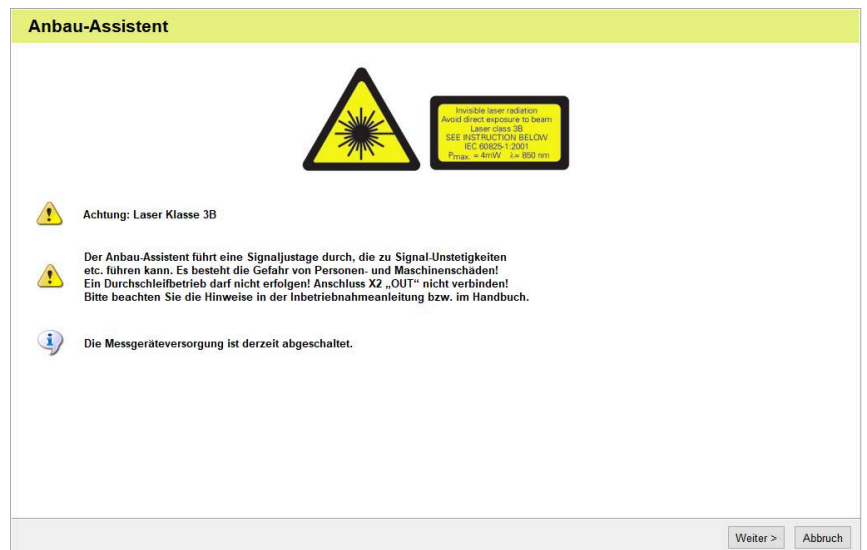 Anbau-Assistent
Invisible laser radiation
Avoid direct exposure to beam
Laser class 3B
SEE INSTRUCTION BELOW
IEC 60825-1:2001
Pmax. = 4mW λ= 850 nm
Achtung: Laser Klasse 3B
Der Anbau-Assistent führt eine Signaljustage durch, die zu Signal-Unstetigkeiten
etc. führen kann. Es besteht die Gefahr von Personen- und Maschinenschäden!
Ein Durchschleifbetrieb darf nicht erfolgen! Anschluss X2 „OUT“ nicht verbinden!
Bitte beachten Sie die Hinweise in der Inbetriebnahmeanleitung bzw. im Handbuch.
Die Messgeräteversorgung ist derzeit abgeschaltet.
Weiter >
Abbruch